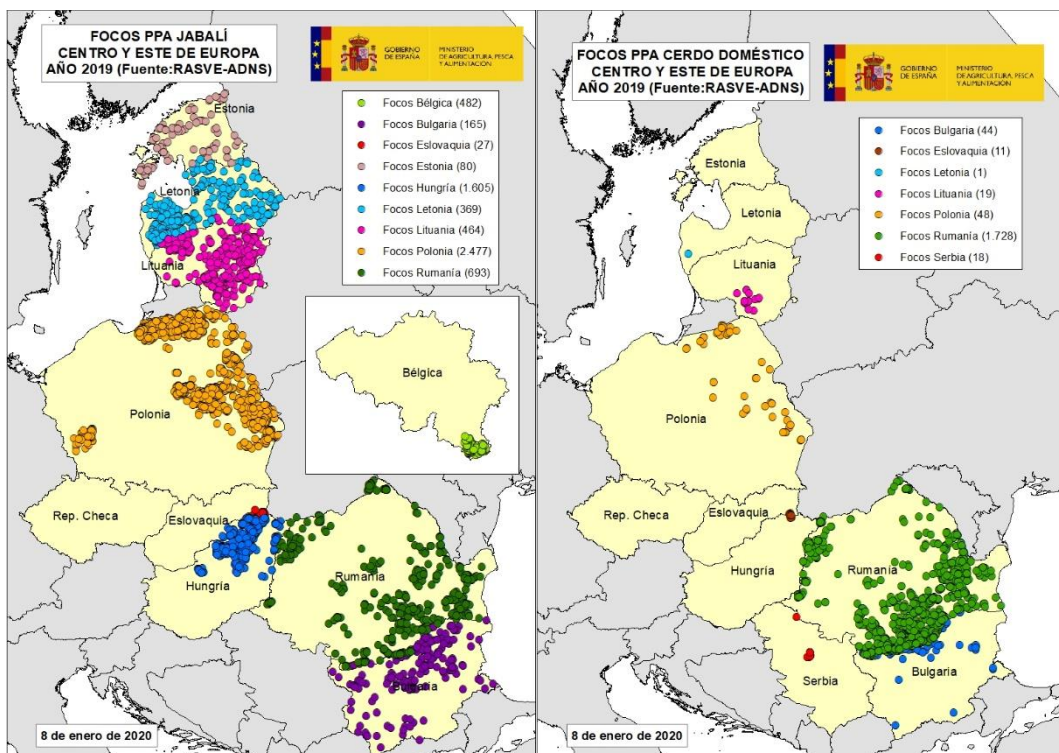 FOCOS PPA JABALÍ
CENTRO Y ESTE DE EUROPA
AÑO 2019 (Fuente:RASVE-ADNS)
GOBIERNO
DE ESPAÑA
MINISTERIO
DE AGRICULTURA, PESCA
Y ALIMENTACIÓN
Focos Bélgica (482)
Focos Bulgaria (165)
Focos Eslovaquia (27)
Focos Estonia (80)
Focos Hungría (1.605)
Focos Letonia (369)
Focos Lituania (464)
Focos Polonia (2.477)
Focos Rumanía (693)
Estonia
Letonia
Lituania
Bélgica
Polonia
Rep. Checa
Eslovaquia
Hungría
Rumanía
Bulgaria
8 de enero de 2020
FOCOS PPA CERDO DOMÉSTICO
CENTRO Y ESTE DE EUROPA
AÑO 2019 (Fuente:RASVE-ADNS)
GOBIERNO
DE ESPAÑA
MINISTERIO
DE AGRICULTURA, PESCA
Y ALIMENTACIÓN
Focos Bulgaria (44)
Focos Eslovaquia (11)
Focos Letonia (1)
Focos Lituania (19)
Focos Polonia (48)
Focos Rumanía (1.728)
Focos Serbia (18)
Estonia
Letonia
Lituania
Polonia
Rep. Checa
Eslovaquia
Hungría
Rumanía
Serbia
Bulgaria
8 de enero de 2020